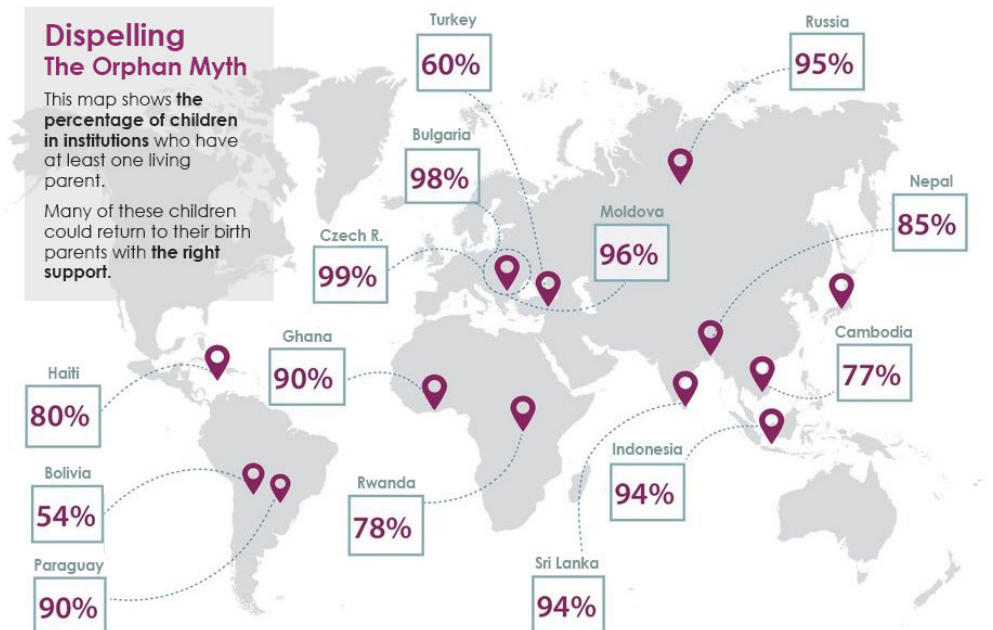 Dispelling
The Orphan Myth
This map shows the
percentage of children
in institutions who have
at least one living
parent.
Many of these children
could return to their birth
parents with the right
support.
Turkey
60%
Russia
95%
Bulgaria
98%
Nepal
85%
Moldova
96%
Czech R.
99%
Ghana
90%
Cambodia
77%
Haiti
80%
Indonesia
94%
Bolivia
54%
Rwanda
78%
Paraguay
90%
Sri Lanka
94%